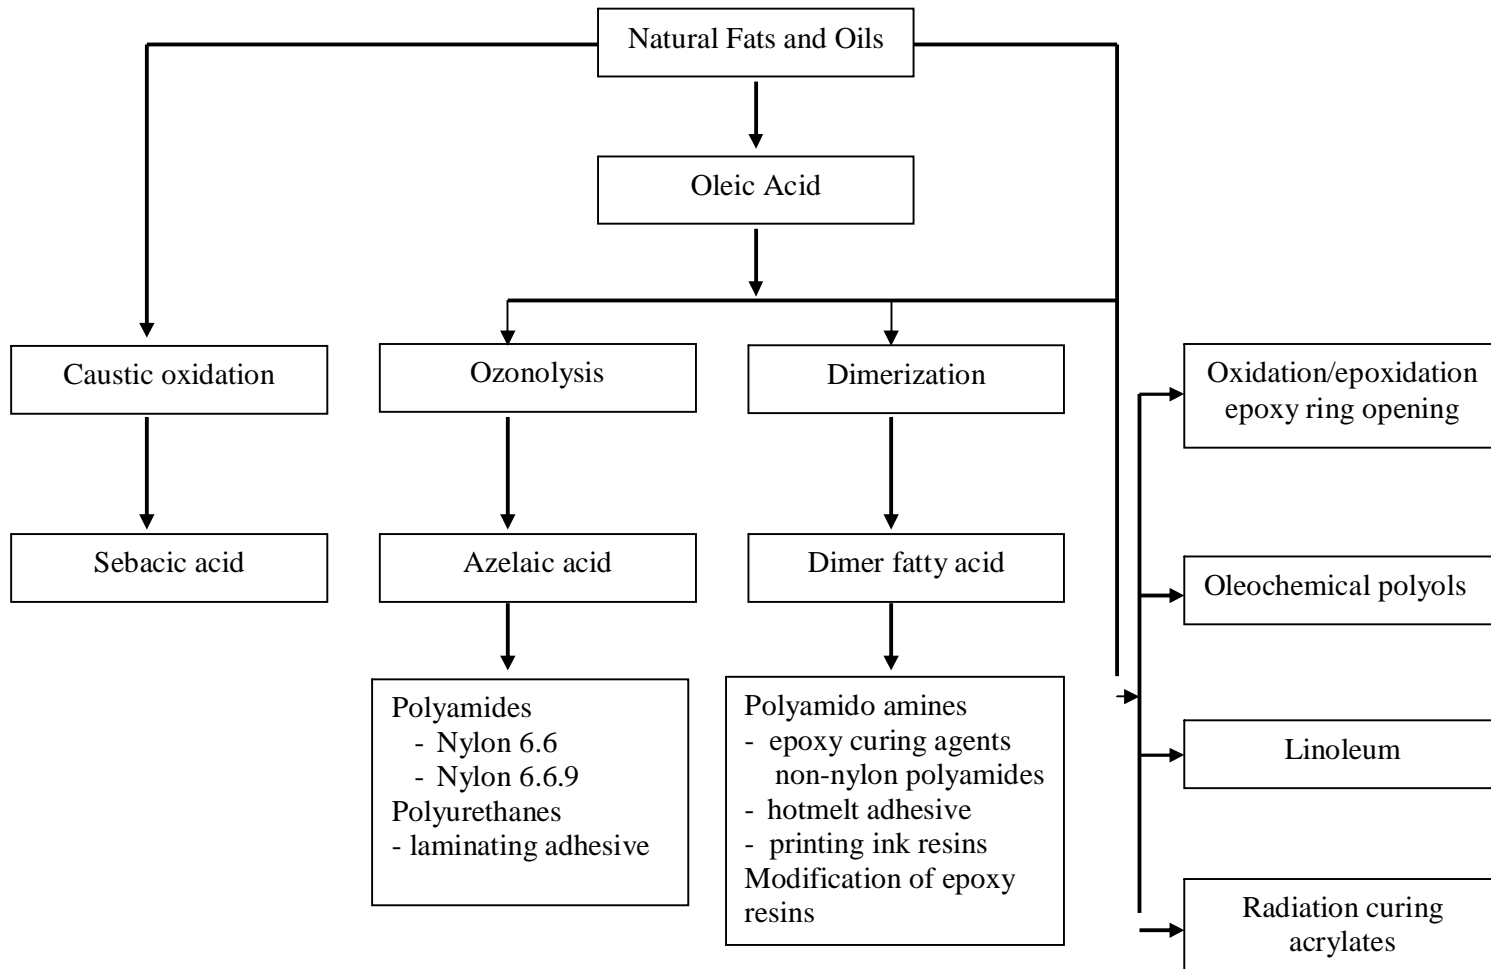 Natural Fats and Oils
Oleic Acid
Caustic oxidation
Ozonolysis
Dimerization
Oxidation/epoxidation
epoxy ring opening
Sebacic acid
Azelaic acid
Dimer fatty acid
Oleochemical polyols
Polyamides
- Nylon 6.6
- Nylon 6.6.9
Polyurethanes
- laminating adhesive
Polyamido amines
- epoxy curing agents
non-nylon polyamides
- hotmelt adhesive
- printing ink resins
Modification of epoxy
resins
Linoleum
Radiation curing
acrylates